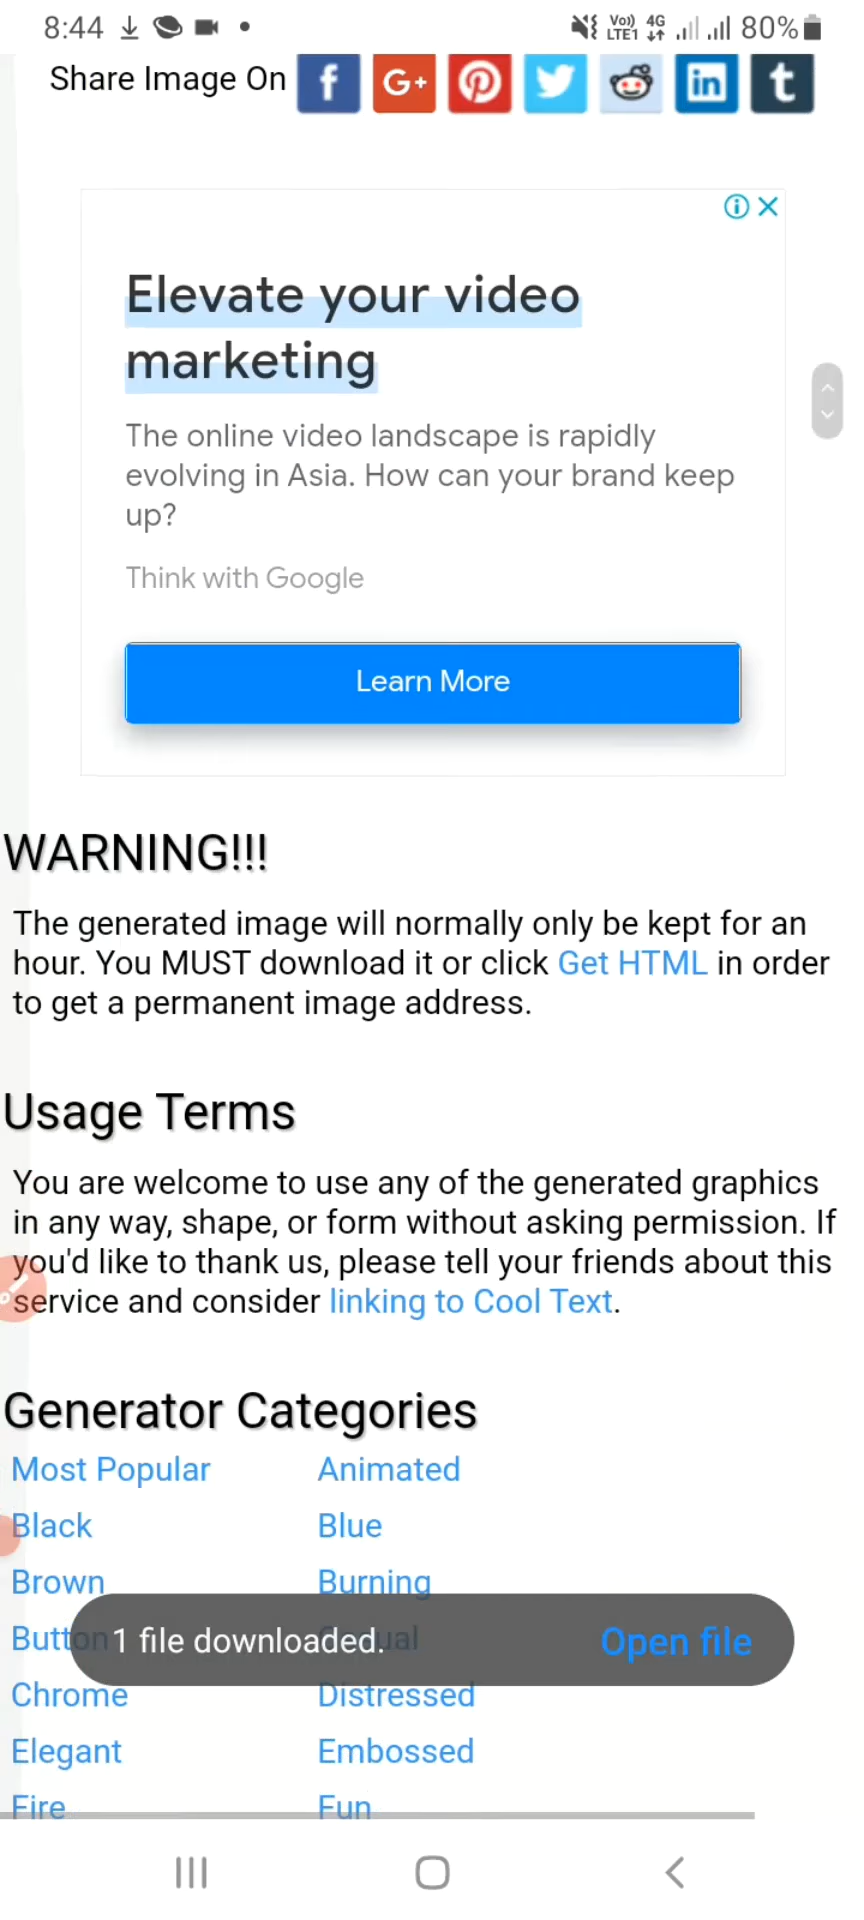 8:44
Vo)) LTE1 4G 80%
Share Image On f G+ in t
Elevate your video
marketing
The online video landscape is rapidly
evolving in Asia. How can your brand keep
up?
Think with Google
Learn More
WARNING!!!
The generated image will normally only be kept for an
hour. You MUST download it or click Get HTML in order
to get a permanent image address.
Usage Terms
You are welcome to use any of the generated graphics
in any way, shape, or form without asking permission. If
you'd like to thank us, please tell your friends about this
service and consider linking to Cool Text.
Generator Categories
Most Popular Animated
Black Blue
Brown Burning
Button
1 file downloaded. Open file
Chrome Distressed
Elegant Embossed
Fire Fun